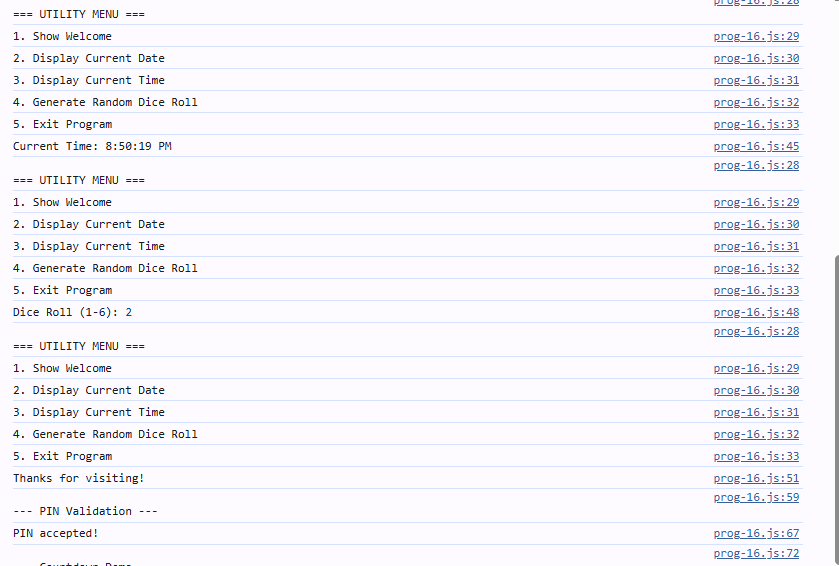 prog-16.js:28
=== UTILITY MENU ===
1. Show Welcome prog-16.js:29
2. Display Current Date prog-16.js:30
3. Display Current Time prog-16.js:31
4. Generate Random Dice Roll prog-16.js:32
5. Exit Program prog-16.js:33
Current Time: 8:50:19 PM prog-16.js:45
prog-16.js:28
=== UTILITY MENU ===
1. Show Welcome prog-16.js:29
2. Display Current Date prog-16.js:30
3. Display Current Time prog-16.js:31
4. Generate Random Dice Roll prog-16.js:32
5. Exit Program prog-16.js:33
Dice Roll (1-6): 2 prog-16.js:48
prog-16.js:28
=== UTILITY MENU ===
1. Show Welcome prog-16.js:29
2. Display Current Date prog-16.js:30
3. Display Current Time prog-16.js:31
4. Generate Random Dice Roll prog-16.js:32
5. Exit Program prog-16.js:33
Thanks for visiting! prog-16.js:51
prog-16.js:59
--- PIN Validation ---
PIN accepted! prog-16.js:67
prog-16.js:72
Countdown Demo